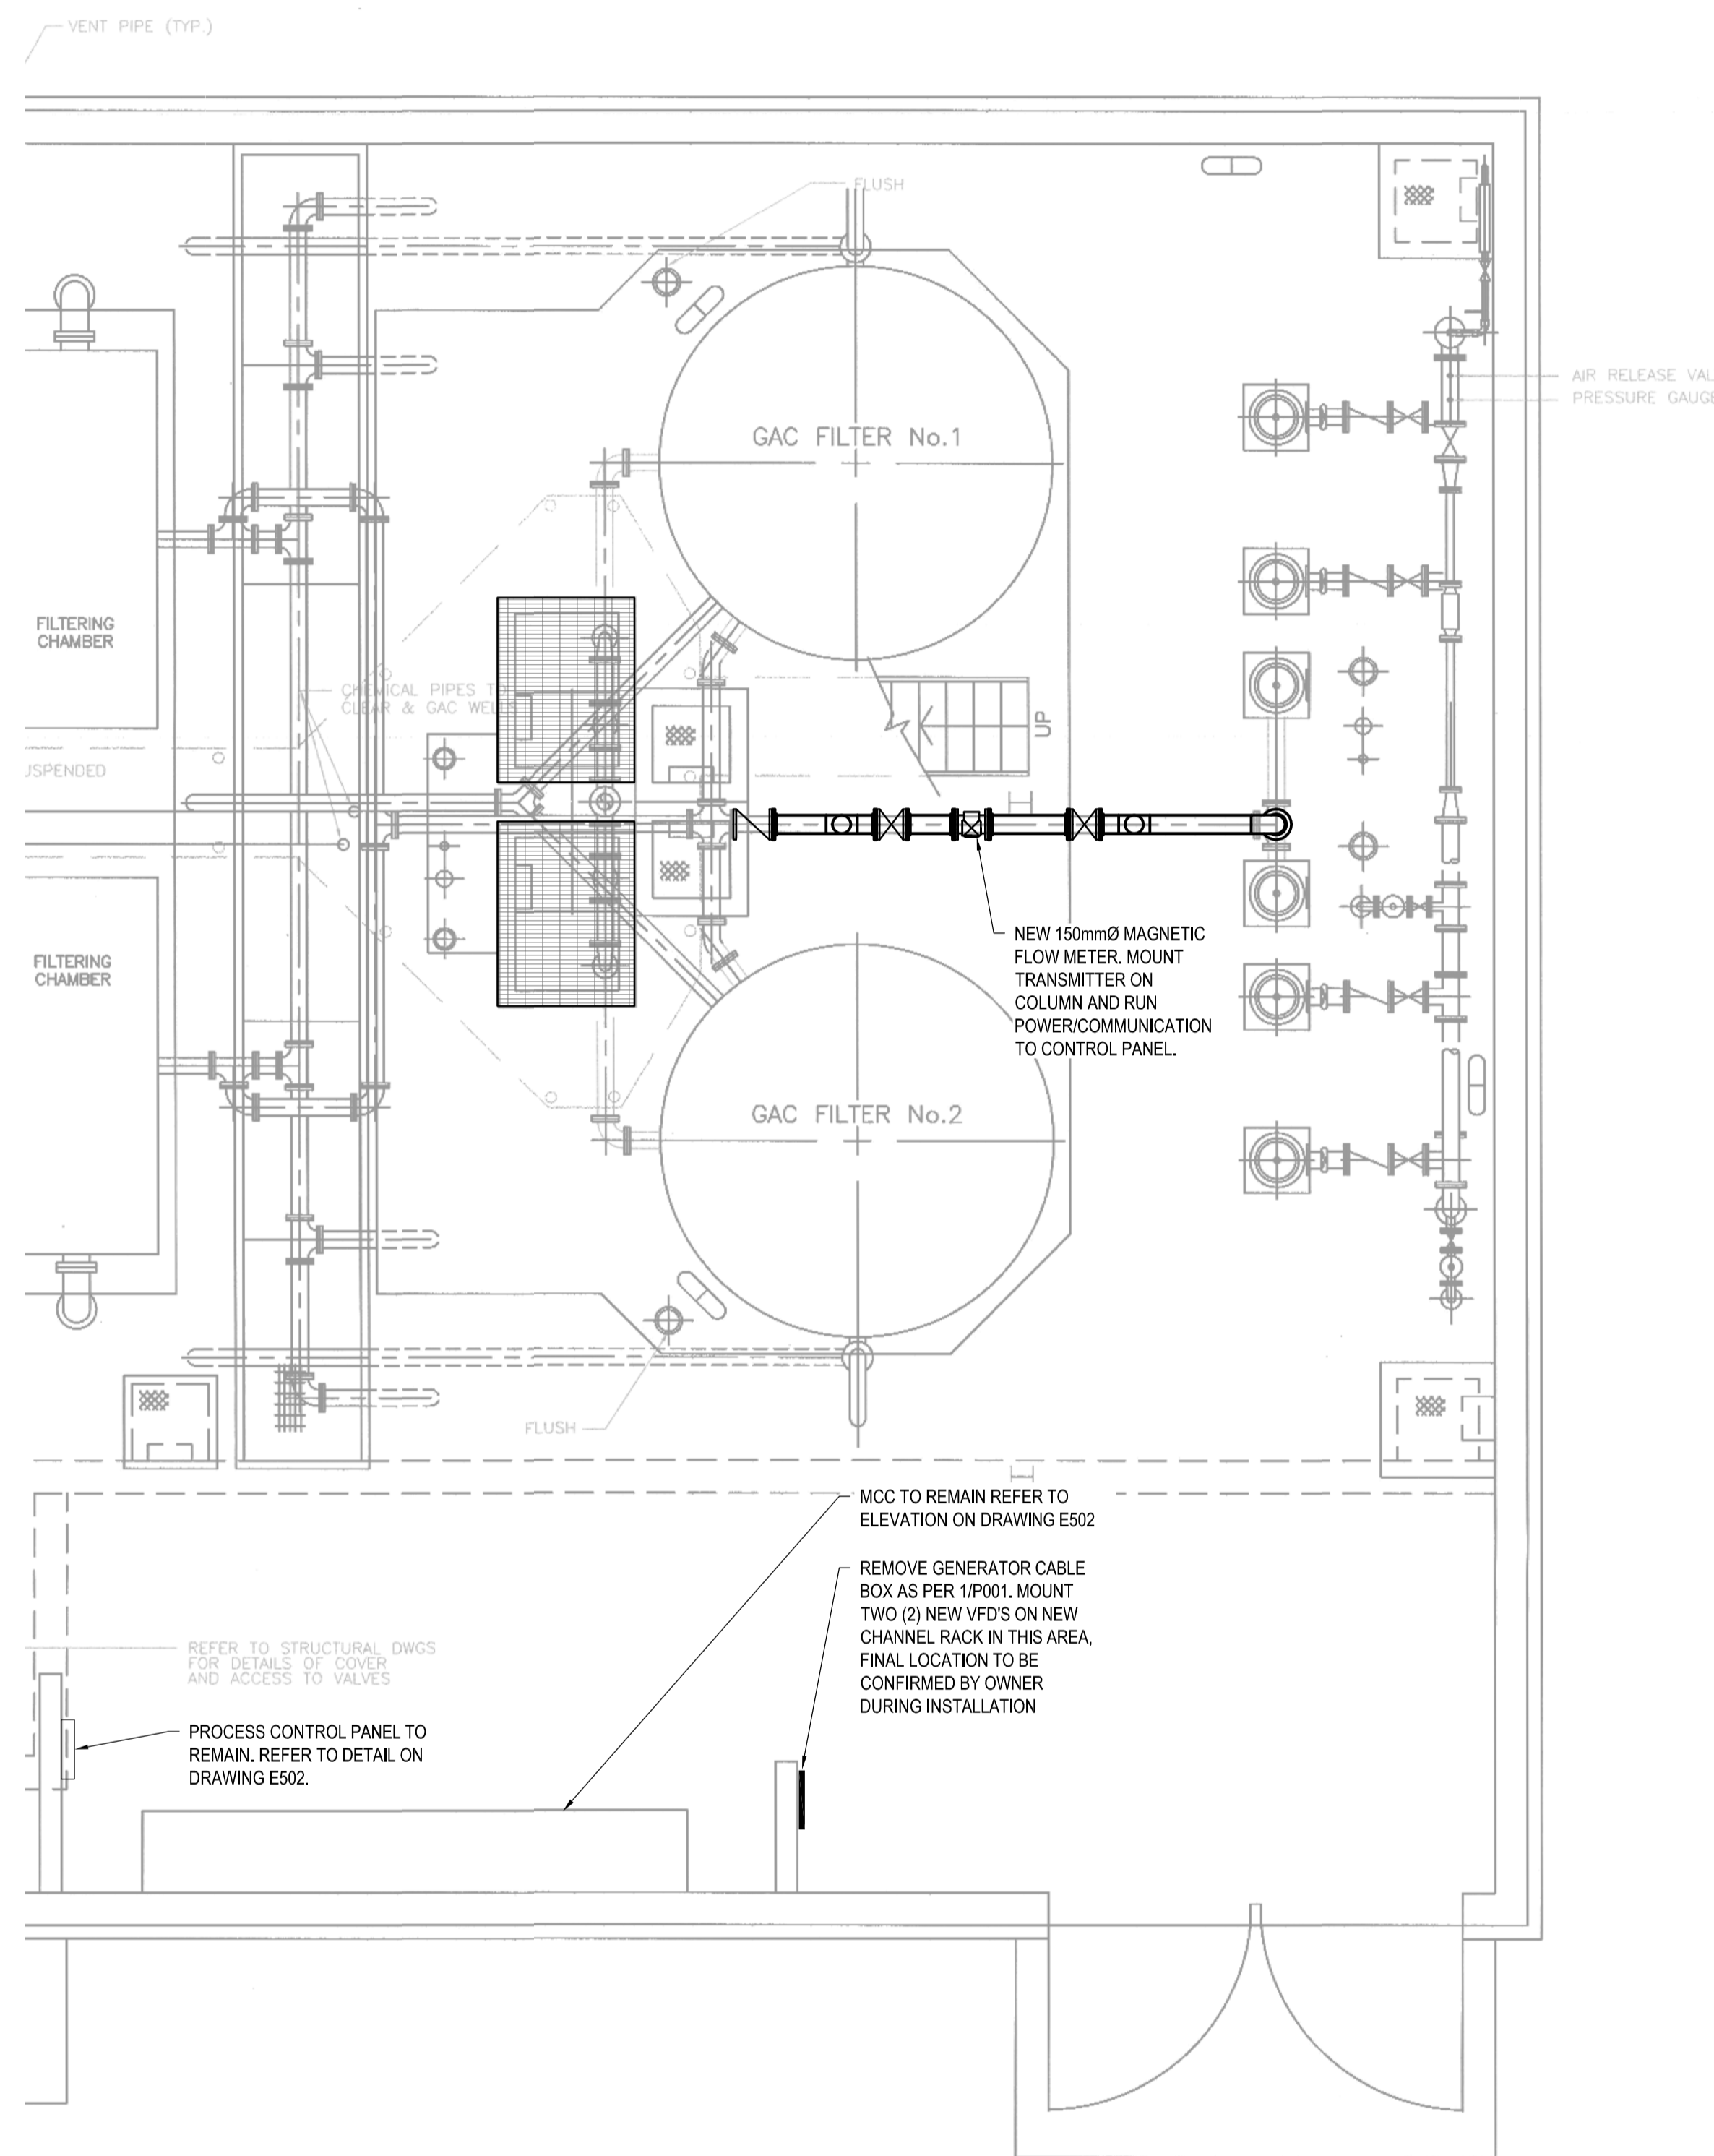 VENT PIPE (TYP.)
FLUSH
AIR RELEASE
PRESSURE
GAC FILTER No.1
FILTERING
CHAMBER
CHEMICAL PIPES
CLEAR & GAC
UP
FILTERING
CHAMBER
NEW 150mmØ MAGNETIC
FLOW METER. MOUNT
TRANSMITTER ON
COLUMN AND RUN
POWER/COMMUNICATION
TO CONTROL PANEL.
GAC FILTER No.2
FLUSH
MCC TO REMAIN REFER TO
ELEVATION ON DRAWING E502
REMOVE GENERATOR CABLE
BOX AS PER 1/P001. MOUNT
TWO (2) NEW VFD'S ON NEW
CHANNEL RACK IN THIS AREA,
FINAL LOCATION TO BE
CONFIRMED BY OWNER
DURING INSTALLATION
REFER TO STRUCTURAL DWGS
FOR DETAILS OF COVER
AND ACCESS TO VALVES
PROCESS CONTROL PANEL TO
REMAIN. REFER TO DETAIL ON
DRAWING E502.